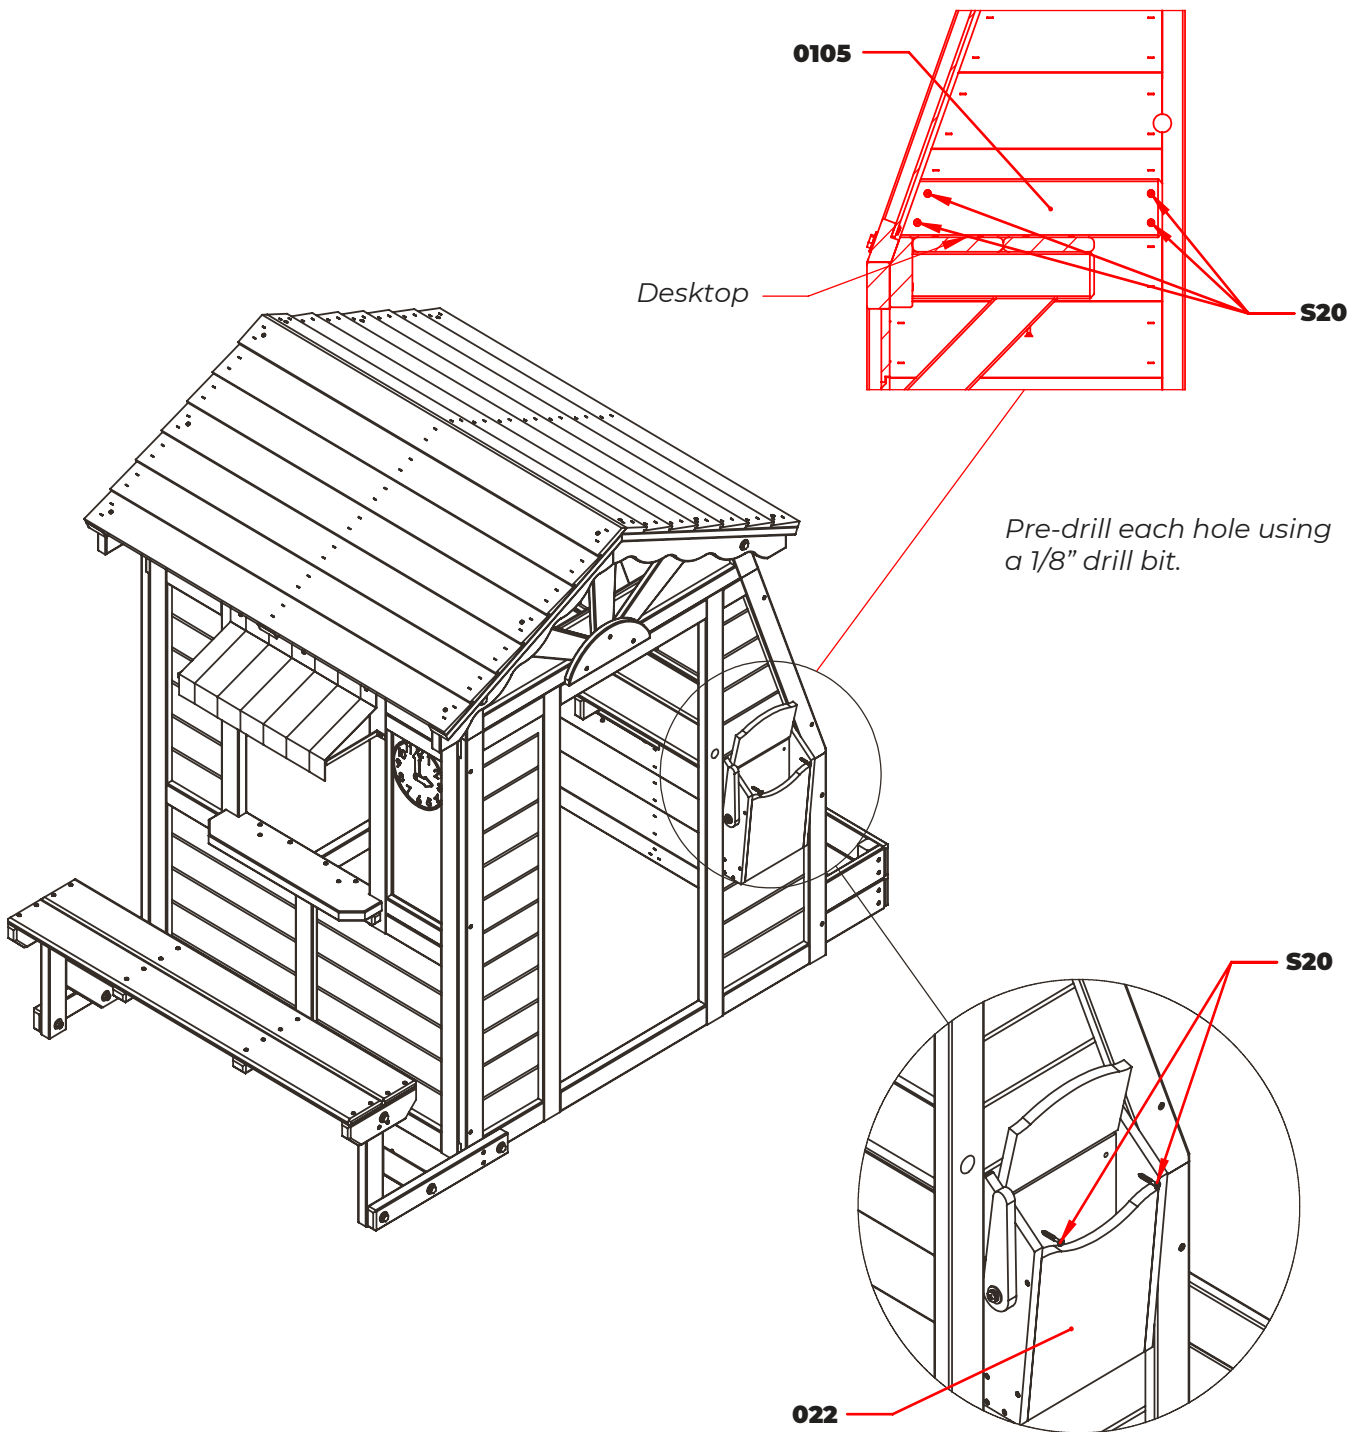 0105
Desktop
S20
Pre-drill each hole using
a 1/8” drill bit.
S20
022